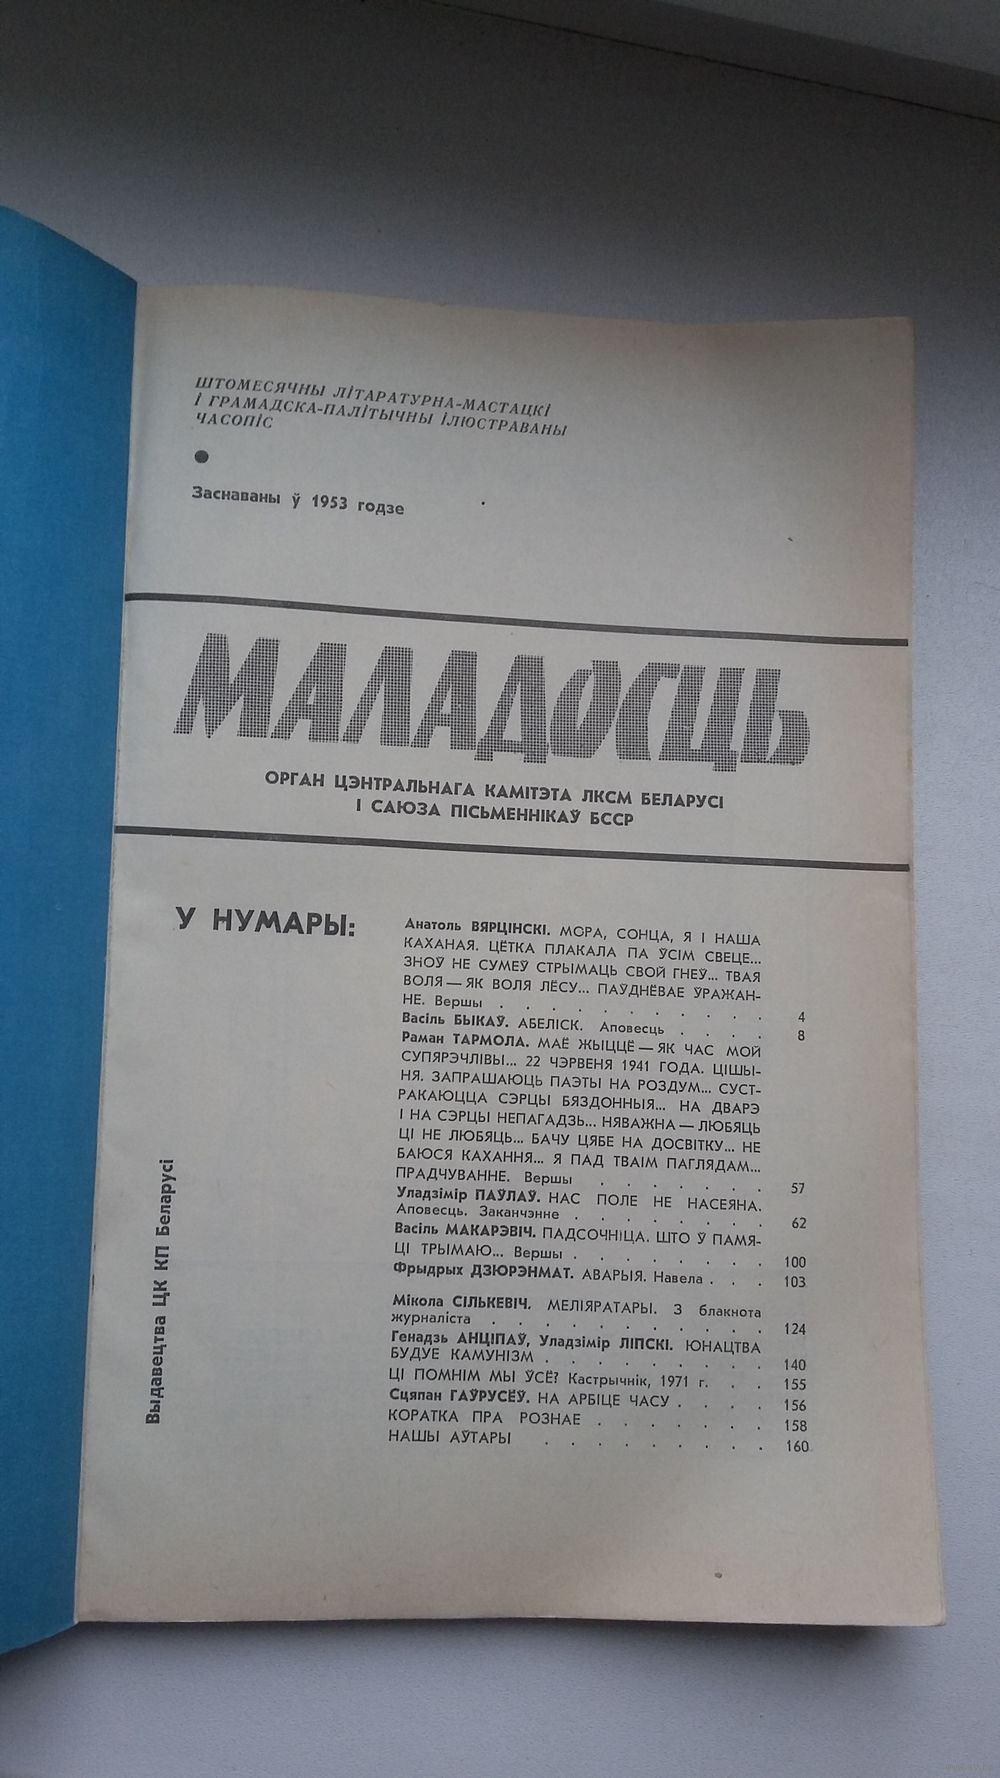 ШТОМЕСЯЧНЫ ЛІТАРАТУРНА-МАСТАЦКІ
І ГРАМАДСКА-ПАЛІТЫЧНЫ ІЛЮСТРАВАНЫ
ЧАСОПІС
Заснаваны ў 1953 годзе
МАЛАДОСЦЬ
ОРГАН ЦЭНТРАЛЬНАГА КАМІТЭТА ЛКСМ БЕЛАРУСІ
І САЮЗА ПІСЬМЕННІКАЎ БССР
У НУМАРЫ:
Анатоль ВЯРЦІНСКІ. МОРА, СОНЦА, Я І НАША
КАХАНАЯ. ЦЁТКА ПЛАКАЛА ПА ЎСІМ СВЕЦЕ...
ЗНОЎ НЕ СУМЕЎ СТРЫМАЦЬ СВОЙ ГНЕЎ... ТВАЯ
ВОЛЯ — ЯК ВОЛЯ ЛЁСУ... ПАЎДНЁВАЕ ЎРАЖАН-
НЕ. Вершы . . . . . . . . . . 4
Васіль БЫКАЎ. АБЕЛІСК. Аповесць . . . . 8
Раман ТАРМОЛА. МАЁ ЖЫЦЦЁ — ЯК ЧАС МОЙ
СУПЯРЭЧЛІВЫ... 22 ЧЭРВЕНЯ 1941 ГОДА. ЦІШЫ-
НЯ. ЗАПРАШАЮЦЬ ПАЭТЫ НА РОЗДУМ... СУСТ-
РАКАЮЦЦА СЭРЦЫ БЯЗДОННЫЯ... НА ДВАРЭ
І НА СЭРЦЫ НЕПАГАДЗЬ... НЯВАЖНА — ЛЮБЯЦЬ
ЦІ НЕ ЛЮБЯЦЬ... БАЧУ ЦЯБЕ НА ДОСВІТКУ... НЕ
БАЮСЯ КАХАННЯ... Я ПАД ТВАІМ ПАГЛЯДАМ...
ПРАДЧУВАННЕ. Вершы . . . . . . . 57
Уладзімір ПАЎЛАЎ. НАС ПОЛЕ НЕ НАСЕЯНА.
Аповесць. Заканчэнне . . . . . . . . 62
Васіль МАКАРЭВІЧ. ПАДСОЧНІЦА. ШТО Ў ПАМЯ-
ЦІ ТРЫМАЮ... Вершы . . . . . . . . 100
Фрыдрых ДЗЮРЭНМАТ. АВАРЫЯ. Навела . . . 103
Мікола СІЛЬКЕВІЧ. МЕЛІЯРАТАРЫ. З блакнота
журналіста . . . . . . . . . . 124
Генадзь АНЦІПАЎ, Уладзімір ЛІПСКІ. ЮНАЦТВА
БУДУЕ КАМУНІЗМ . . . . . . . . . 140
ЦІ ПОМНІМ МЫ ЎСЁ? Кастрычнік, 1971 г. . . 155
Сцяпан ГАЎРУСЁЎ. НА АРБІЦЕ ЧАСУ . . . . 156
КОРАТКА ПРА РОЗНАЕ . . . . . . . 158
НАШЫ АЎТАРЫ . . . . . . . . . 160
Выдавецтва ЦК КП Беларусі